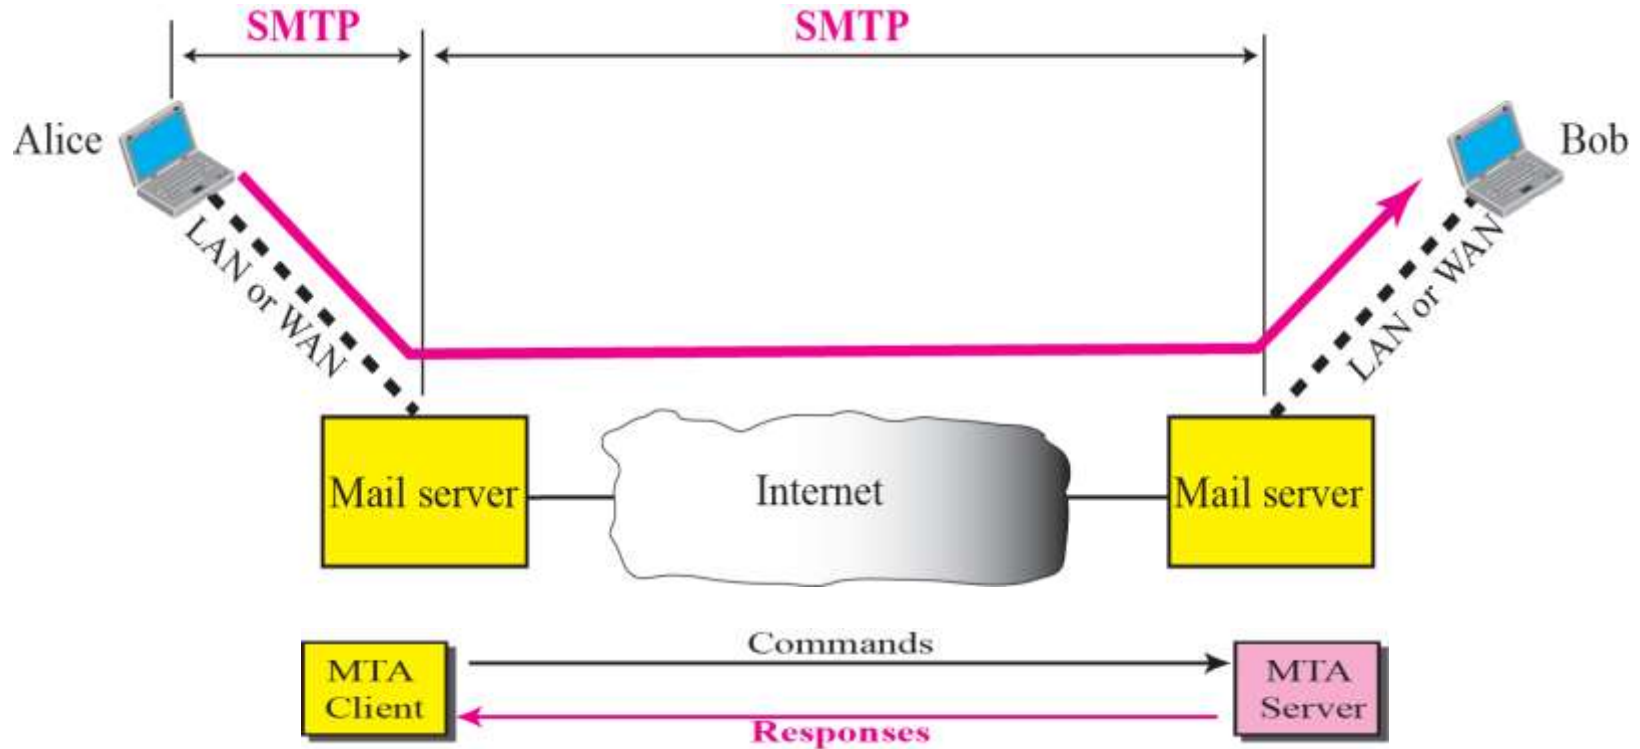 SMTP
SMTP
Alice
Bob
LAN or WAN
LAN or WAN
Mail server
Internet
Mail server
Commands
MTA
Client
MTA
Server
Responses